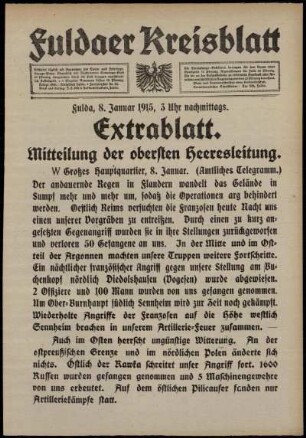 Fuldaer Kreisblatt
Fulda, 8. Januar 1915, 5 Uhr nachmittags.
Extrablatt.
Mitteilung der obersten Heeresleitung.
W Großes Hauptquartier, 8. Januar. (Amtliches Telegramm.)
Der andauernde Regen in Flandern wandelt das Gelände in
Sumpf mehr und mehr um, sodaß die Operationen arg behindert
werden. Oestlich Reims versuchten die Franzosen heute Nacht uns
einen unserer Vorgräben zu entreißen. Durch einen zu kurz an-
gesetzten Gegenangriff wurden sie in ihre Stellungen zurückgeworfen
und verloren 50 Gefangene an uns. In der Mitte und im Ost-
teil der Argonnen machten unsere Truppen weitere Fortschritte.
Ein nächtlicher französischer Angriff gegen unsere Stellung am Bu-
chenkopf nördlich Diedolshausen (Vogesen) wurde abgewiesen.
2 Offiziere und 100 Mann wurden von uns gefangen genommen.
Um Ober-Burnhaupt südlich Sennheim wird zur Zeit noch gekämpft.
Wiederholte Angriffe der Franzosen auf die Höhe westlich
Sennheim brachen in unserem Artillerie-Feuer zusammen. —
Auch im Osten herrscht ungünstige Witterung. An der
ostpreußischen Grenze und im nördlichen Polen änderte sich
nichts. Östlich der Rawka schreitet unser Angriff fort. 1600
Russen wurden gefangen genommen und 5 Maschinengewehre
von uns erbeutet. Auf dem östlichen Pilicaufer fanden nur
Artilleriekämpfe statt.